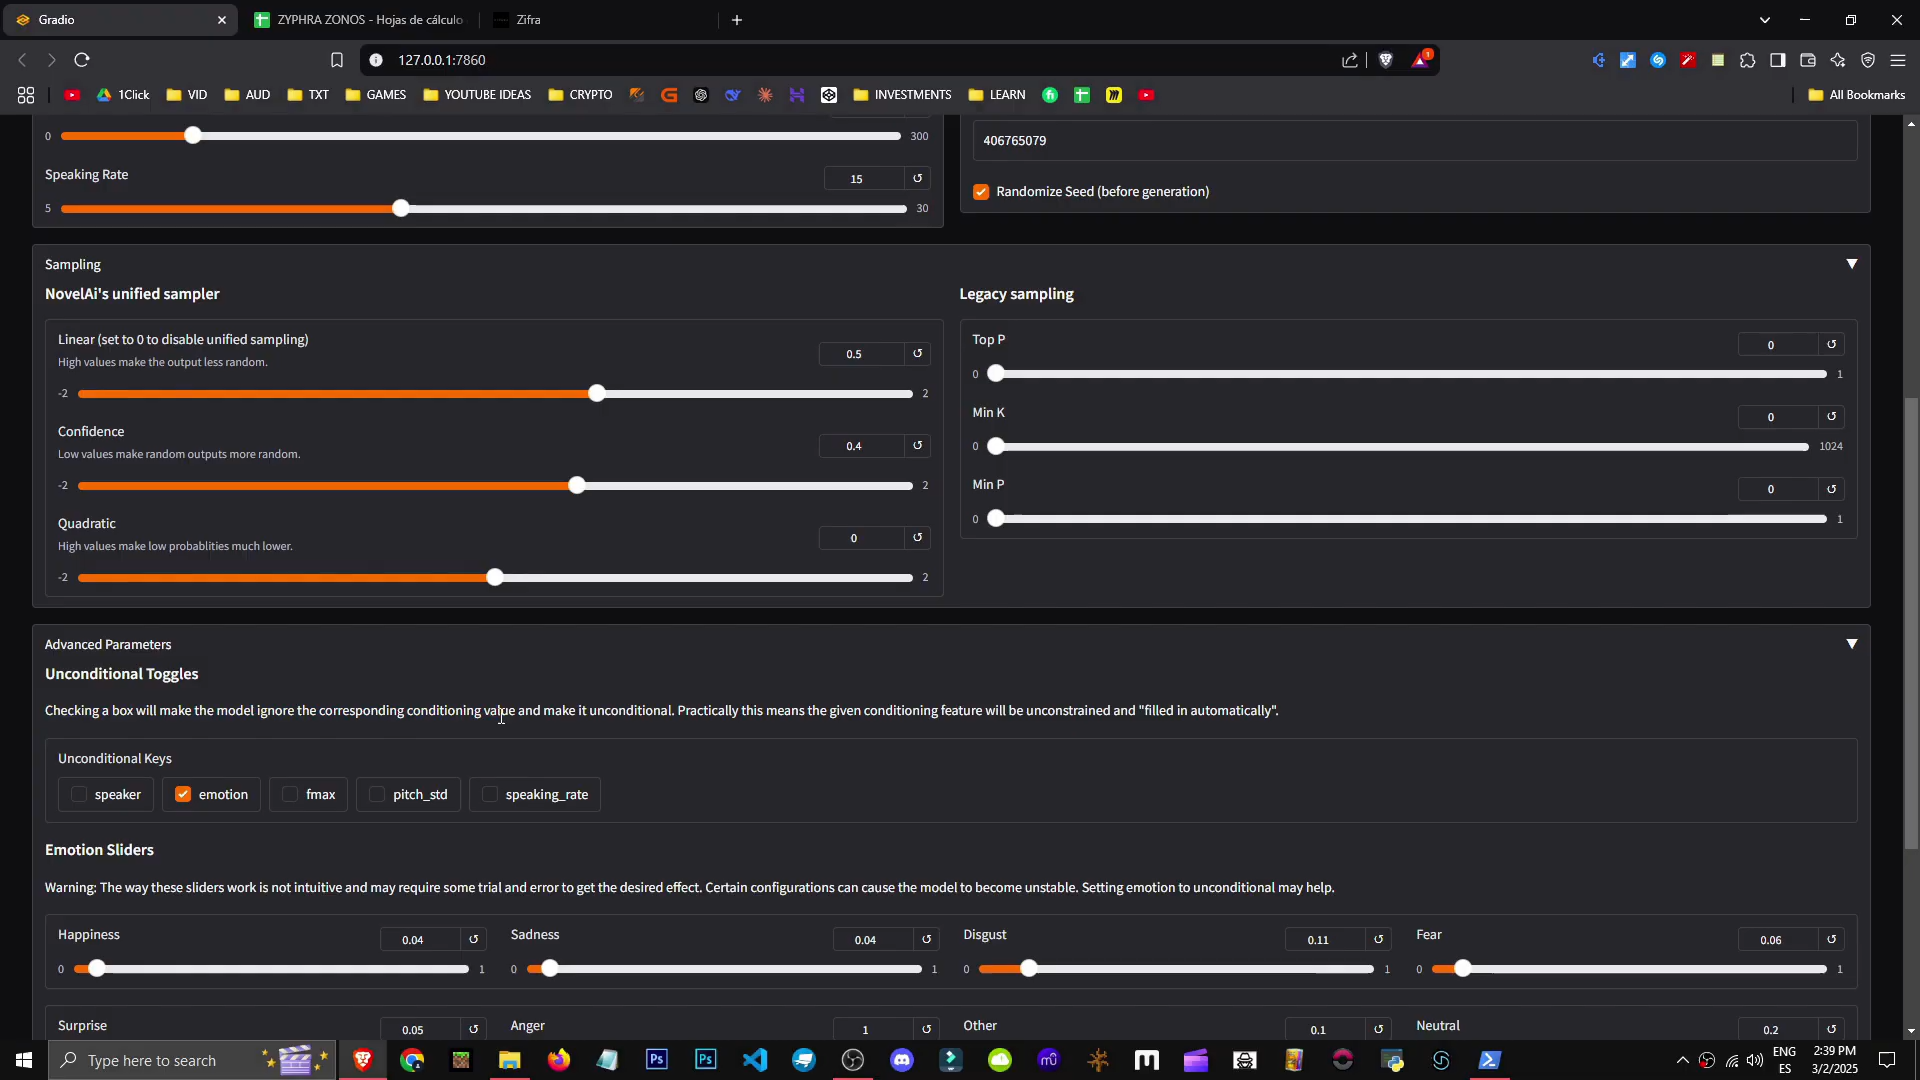 Gradio
ZYPHRA ZONOS - Hojas de cálculo
Zifra
127.0.0.1:7860
1
1Click
VID
AUD
TXT
GAMES
YOUTUBE IDEAS
CRYPTO
INVESTMENTS
LEARN
All Bookmarks
0
300
406765079
Speaking Rate
15
Randomize Seed (before generation)
5
30
Sampling
NovelAi's unified sampler
Legacy sampling
Linear (set to 0 to disable unified sampling)
High values make the output less random.
0.5
-2
2
Confidence
Low values make random outputs more random.
0.4
-2
2
Quadratic
High values make low probablities much lower.
0
-2
2
Top P
0
0
1
Min K
0
0
1024
Min P
0
0
1
Advanced Parameters
Unconditional Toggles
Checking a box will make the model ignore the corresponding conditioning value and make it unconditional. Practically this means the given conditioning feature will be unconstrained and "filled in automatically".
Unconditional Keys
speaker
emotion
fmax
pitch_std
speaking_rate
Emotion Sliders
Warning: The way these sliders work is not intuitive and may require some trial and error to get the desired effect. Certain configurations can cause the model to become unstable. Setting emotion to unconditional may help.
Happiness
0.04
0
1
Sadness
0.04
0
1
Disgust
0.11
0
1
Fear
0.06
0
1
Surprise
0.05
Anger
1
Other
0.1
Neutral
0.2
Type here to search
ENG
ES
2:39 PM
3/2/2025